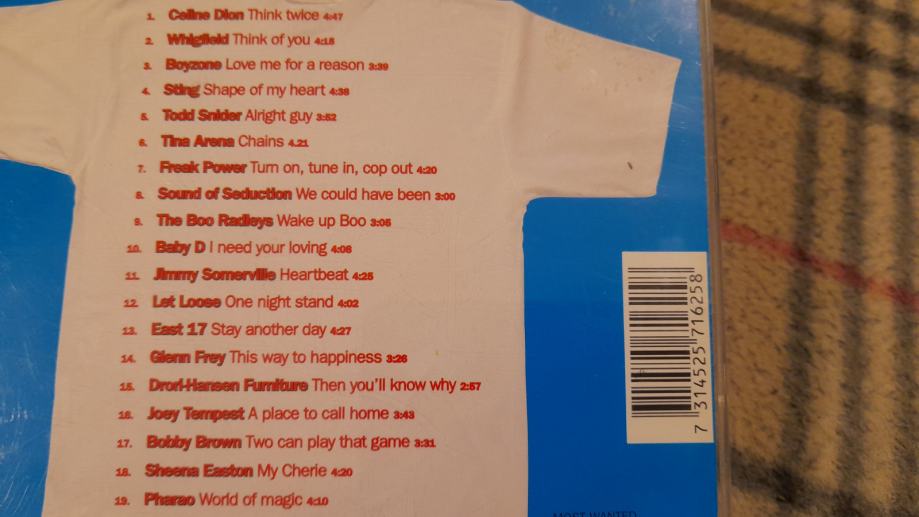 1. Celine Dion Think twice 4:47
2. Whigfield Think of you 4:15
3. Boyzone Love me for a reason 3:39
4. Sting Shape of my heart 4:38
5. Todd Snider Alright guy 3:52
6. Tina Arena Chains 4.21
7. Freak Power Turn on, tune in, cop out 4:20
8. Sound of Seduction We could have been 3:00
9. The Boo Radleys Wake up Boo 3:05
10. Baby D I need your loving 4:06
11. Jimmy Somerville Heartbeat 4:25
12. Let Loose One night stand 4:02
13. East 17 Stay another day 4:27
14. Glenn Frey This way to happiness 3:26
15. Drori-Hansen Furniture Then you'll know why 2:57
16. Joey Tempest A place to call home 3:43
17. Bobby Brown Two can play that game 3:31
18. Sheena Easton My Cherie 4:20
19. Pharao World of magic 4:10
7 314525 716258
MOST WANTED